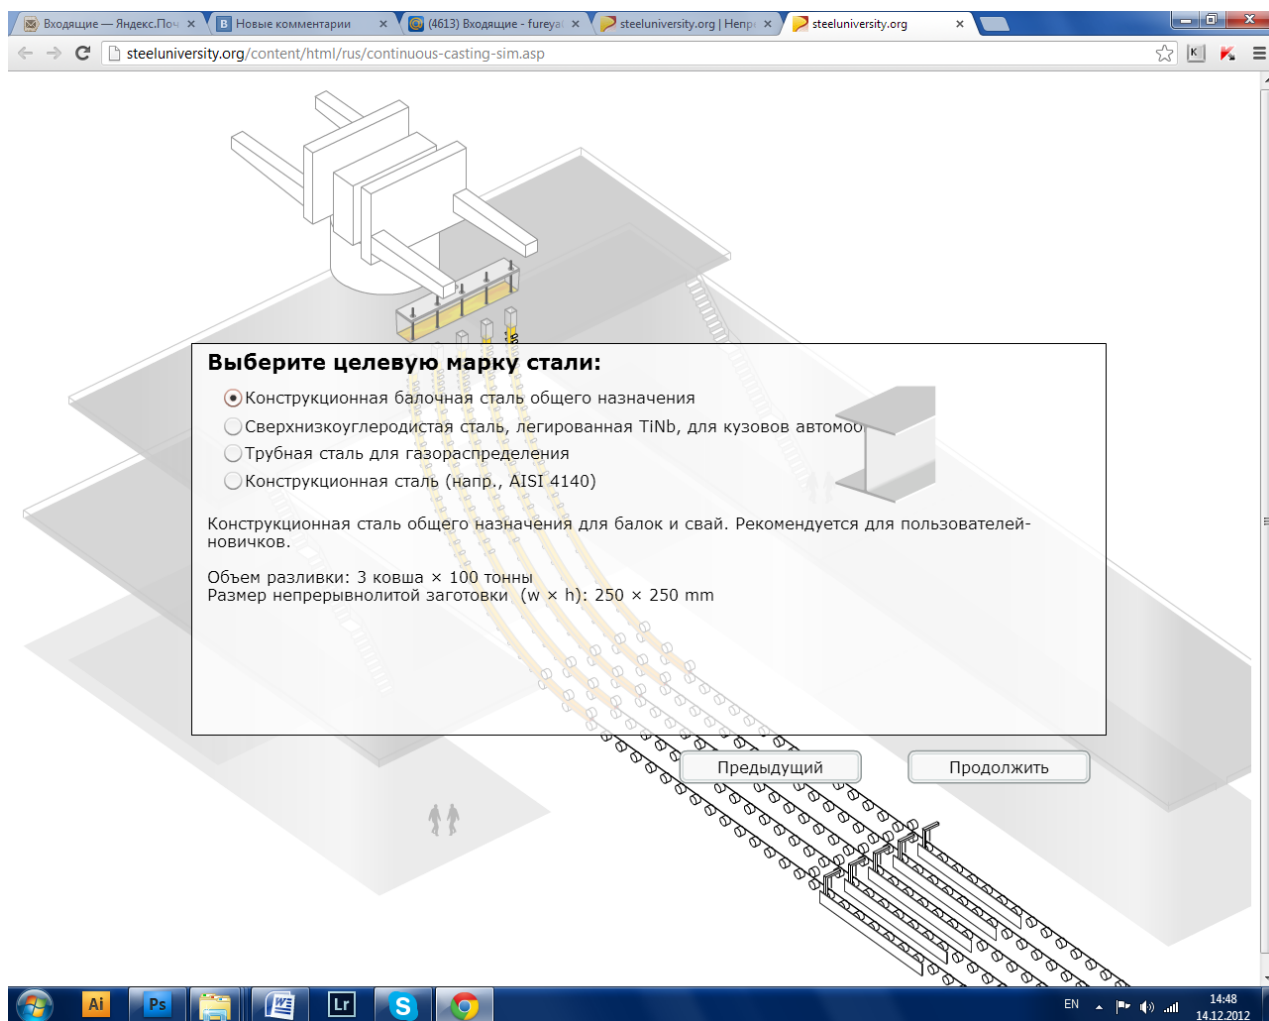 Входящие — Яндекс.Поч
Новые комментарии
(4613) Входящие - fureya
steeluniversity.org | Непр
steeluniversity.org
steeluniversity.org/content/html/rus/continuous-casting-sim.asp
Выберите целевую марку стали:
Конструкционная балочная сталь общего назначения
Сверхнизкоуглеродистая сталь, легированная TiNb, для кузовов автомоб
Трубная сталь для газораспределения
Конструкционная сталь (напр., AISI 4140)
Конструкционная сталь общего назначения для балок и свай. Рекомендуется для пользователей-
новичков.
Объем разливки: 3 ковша × 100 тонны
Размер непрерывнолитой заготовки (w × h): 250 × 250 mm
Предыдущий
Продолжить
Ai
Ps
Lr
EN
14:48
14.12.2012